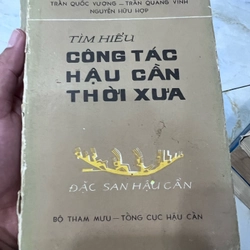 TRẦN QUỐC VƯỢNG – TRẦN QUANG VINH
NGUYỄN HỮU HỢP
TÌM HIỂU
CÔNG TÁC
HẬU CẦN
THỜI XƯA
ĐẶC SAN HẬU CẦN
BỘ THAM MƯU – TỔNG CỤC HẬU CẦN